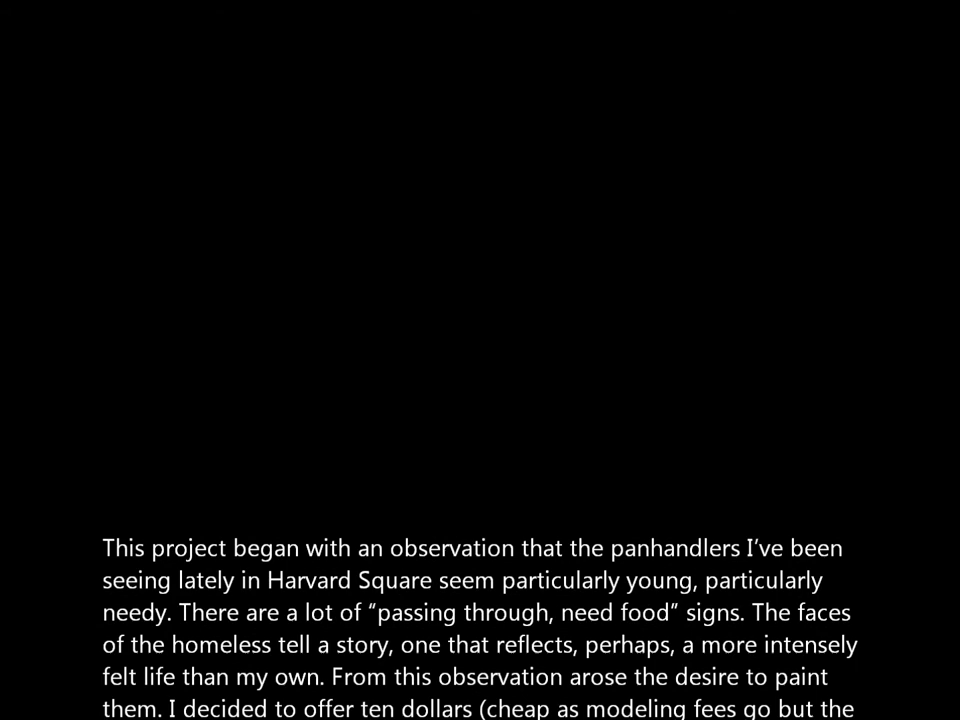 This project began with an observation that the panhandlers I’ve been
seeing lately in Harvard Square seem particularly young, particularly
needy. There are a lot of “passing through, need food” signs. The faces
of the homeless tell a story, one that reflects, perhaps, a more intensely
felt life than my own. From this observation arose the desire to paint
them. I decided to offer ten dollars (cheap as modeling fees go but the